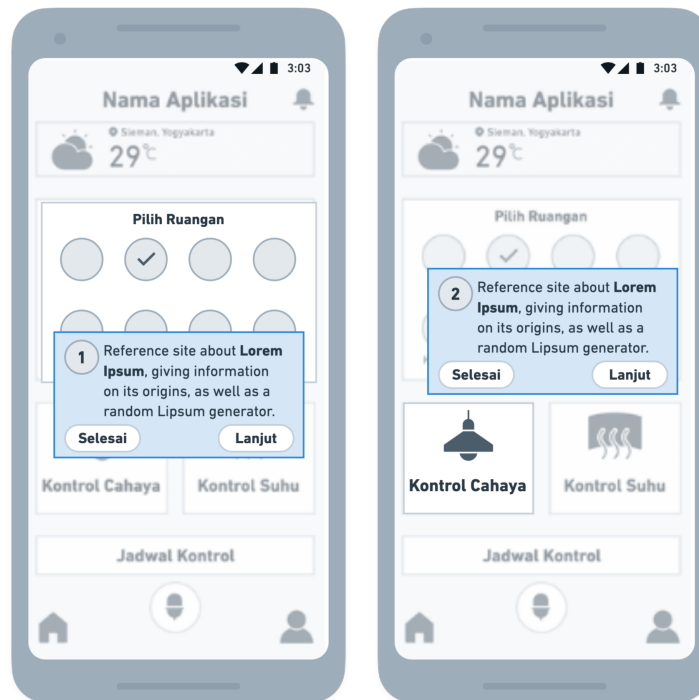 3:03
Nama Aplikasi
Sleman, Yogyakarta
29°C
Pilih Ruangan
1
Reference site about Lorem
Ipsum, giving information
on its origins, as well as a
random Lipsum generator.
Selesai
Lanjut
Kontrol Cahaya
Kontrol Suhu
Jadwal Kontrol
3:03
Nama Aplikasi
Sleman, Yogyakarta
29°C
Pilih Ruangan
2
Reference site about Lorem
Ipsum, giving information
on its origins, as well as a
random Lipsum generator.
Selesai
Lanjut
Kontrol Cahaya
Kontrol Suhu
Jadwal Kontrol